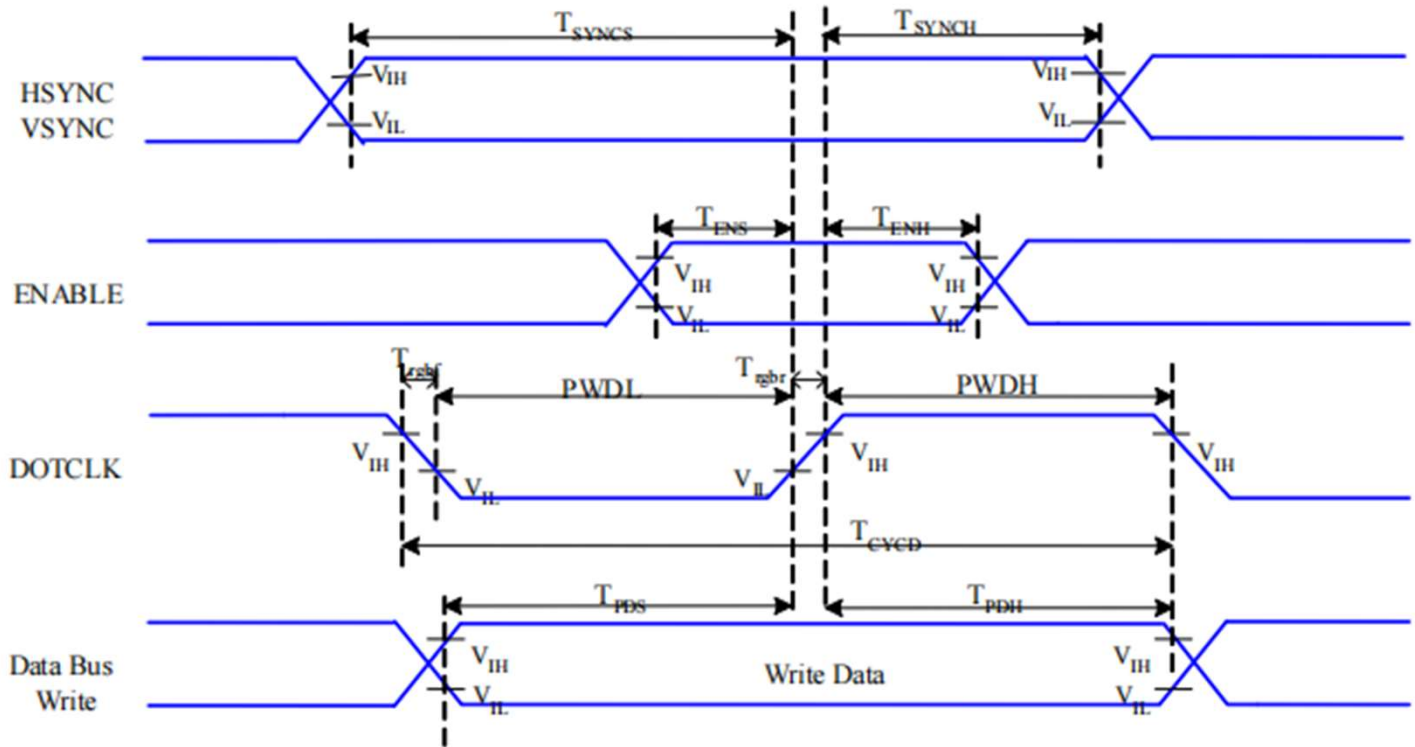 TSYNCS
TSYNCH
HSYNC
VSYNC
VIH
VIL
VIH
VIL
TENS
TENH
ENABLE
VIH
VIL
VIH
VIL
Trgbf
PWDL
Trgbr
PWDH
DOTCLK
VIH
VIL
VIL
VIH
VIH
TCYCD
TPDS
TPDH
Data Bus
Write
VIH
VIL
Write Data
VIH
VIL